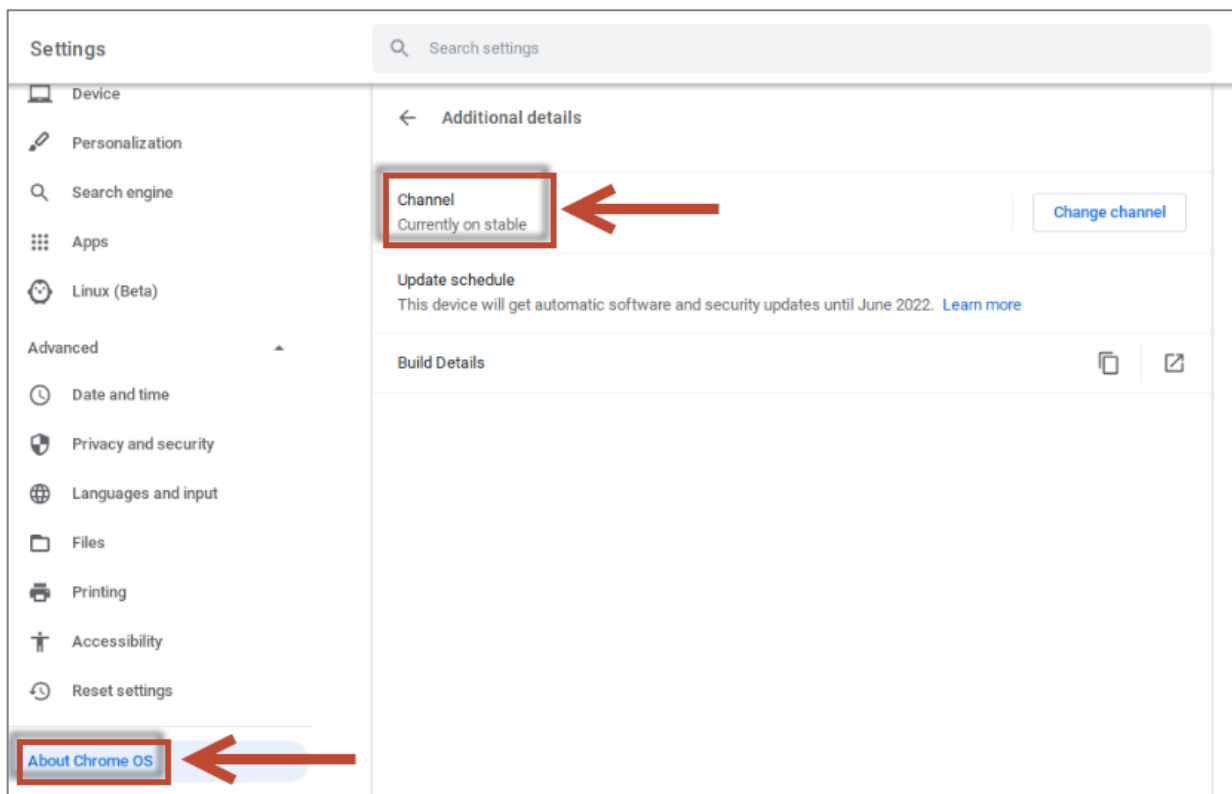 Settings
Search settings
Device
Personalization
Search engine
Apps
Linux (Beta)
Advanced
Date and time
Privacy and security
Languages and input
Files
Printing
Accessibility
Reset settings
About Chrome OS
Additional details
Channel
Currently on stable
Change channel
Update schedule
This device will get automatic software and security updates until June 2022. Learn more
Build Details